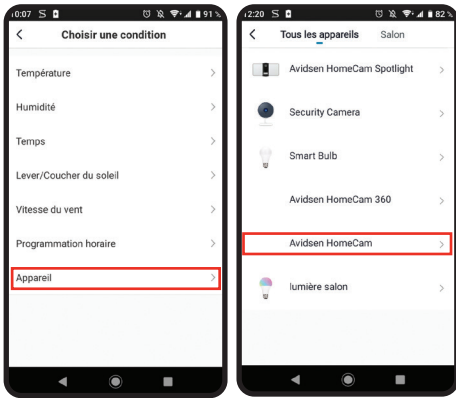 10:07 S 91 %
Choisir une condition
Température
Humidité
Temps
Lever/Coucher du soleil
Vitesse du vent
Programmation horaire
Appareil
12:20 S 82 %
Tous les appareils Salon
Avidsen HomeCam Spotlight
Security Camera
Smart Bulb
Avidsen HomeCam 360
Avidsen HomeCam
lumière salon